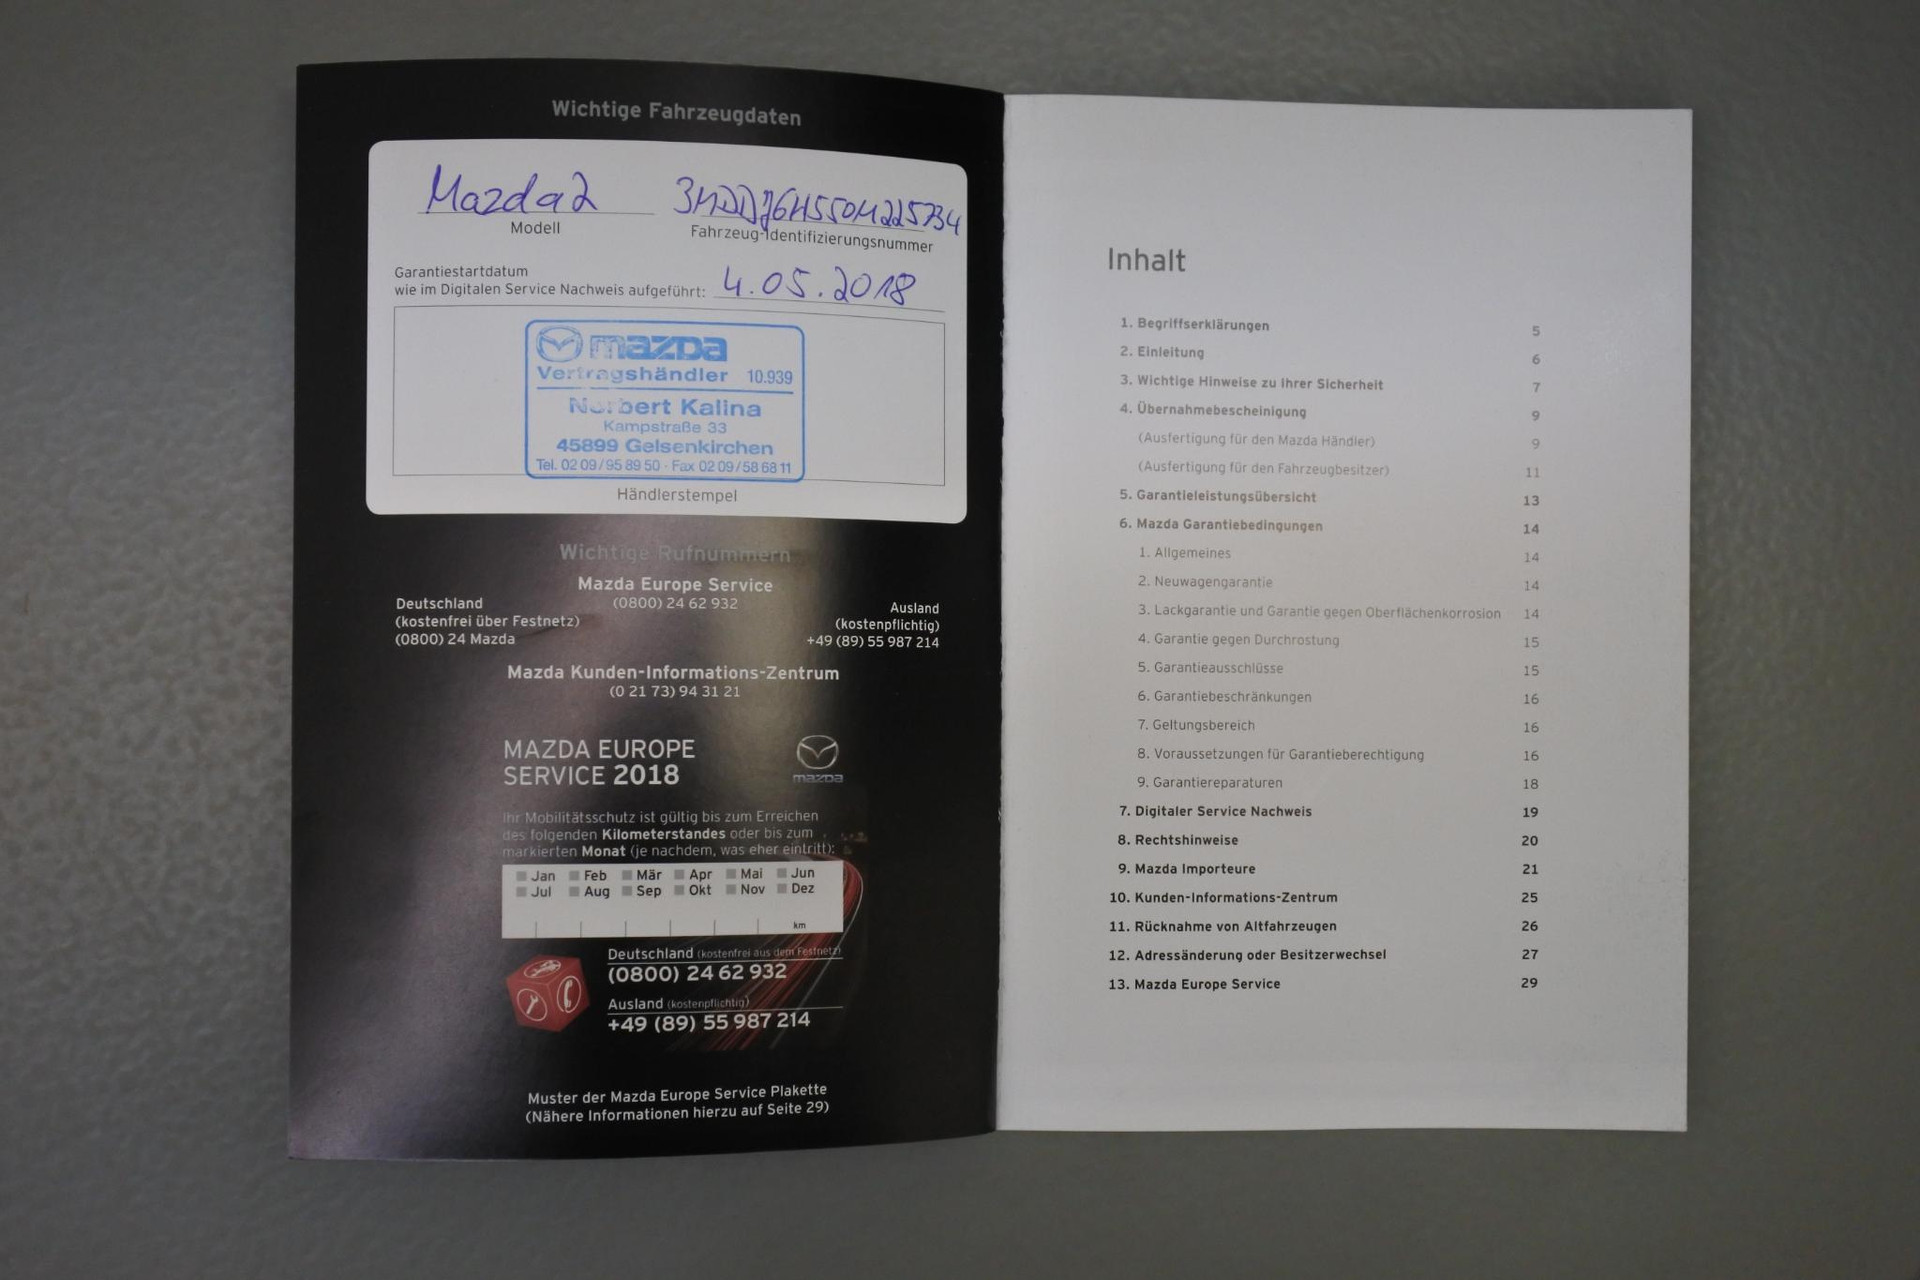 Wichtige Fahrzeugdaten
Mazda2
Modell
3MDDJ6HS50M225734
Fahrzeug-Identifizierungsnummer
Garantiestartdatum
wie im Digitalen Service Nachweis aufgeführt: 4.05.2018
mazda
Vertragshändler 10.939
Norbert Kalina
Kampstraße 33
45899 Gelsenkirchen
Tel. 02 09/95 89 50 - Fax 02 09/58 68 11
Händlerstempel
Wichtige Rufnummern
Mazda Europe Service
(0800) 24 62 932
Deutschland
(kostenfrei über Festnetz)
(0800) 24 Mazda
Ausland
(kostenpflichtig)
+49 (89) 55 987 214
Mazda Kunden-Informations-Zentrum
(0 21 73) 94 31 21
MAZDA EUROPE
SERVICE 2018
mazda
Ihr Mobilitätsschutz ist gültig bis zum Erreichen
des folgenden Kilometerstandes oder bis zum
markierten Monat (je nachdem, was eher eintritt):
Jan Feb Mär Apr Mai Jun
Jul Aug Sep Okt Nov Dez
km
Deutschland (kostenfrei aus dem Festnetz)
(0800) 24 62 932
Ausland (kostenpflichtig)
+49 (89) 55 987 214
Muster der Mazda Europe Service Plakette
(Nähere Informationen hierzu auf Seite 29)
Inhalt
1. Begriffserklärungen 5
2. Einleitung 6
3. Wichtige Hinweise zu Ihrer Sicherheit 7
4. Übernahmebescheinigung 9
(Ausfertigung für den Mazda Händler) 9
(Ausfertigung für den Fahrzeugbesitzer) 11
5. Garantieleistungsübersicht 13
6. Mazda Garantiebedingungen 14
1. Allgemeines 14
2. Neuwagengarantie 14
3. Lackgarantie und Garantie gegen Oberflächenkorrosion 14
4. Garantie gegen Durchrostung 15
5. Garantieausschlüsse 15
6. Garantiebeschränkungen 16
7. Geltungsbereich 16
8. Voraussetzungen für Garantieberechtigung 16
9. Garantiereparaturen 18
7. Digitaler Service Nachweis 19
8. Rechtshinweise 20
9. Mazda Importeure 21
10. Kunden-Informations-Zentrum 25
11. Rücknahme von Altfahrzeugen 26
12. Adressänderung oder Besitzerwechsel 27
13. Mazda Europe Service 29